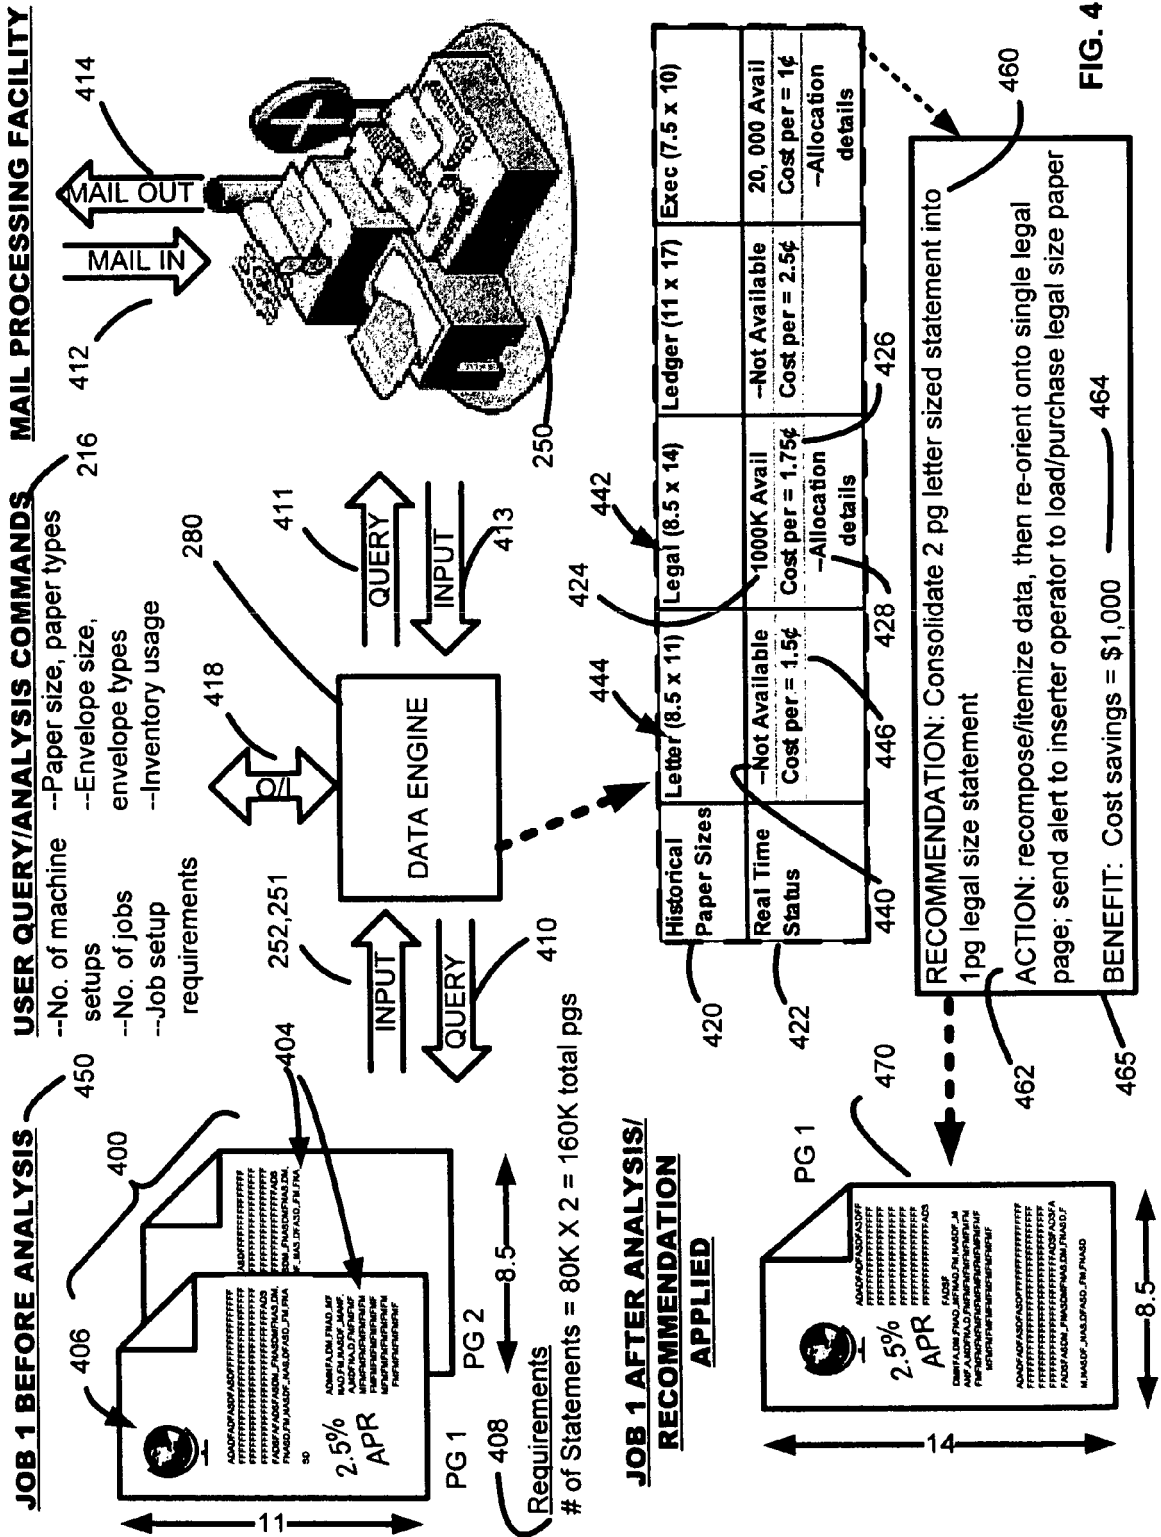 JOB 1 BEFORE ANALYSIS
450
400
406
404
11
2.5%
APR
PG 1
PG 2
8.5
408
Requirements
# of Statements = 80K X 2 = 160K total pgs
USER QUERY/ANALYSIS COMMANDS
216
--No. of machine
setups
--No. of jobs
--Job setup
requirements
--Paper size, paper types
--Envelope size,
envelope types
--Inventory usage
418
280
O/I
252,251
INPUT
QUERY
410
DATA ENGINE
411
QUERY
INPUT
413
MAIL PROCESSING FACILITY
412
414
MAIL IN
MAIL OUT
250
444
424
442
Historical
Paper Sizes
Letter (8.5 x 11)
Legal (8.5 x 14)
Ledger (11 x 17)
Exec (7.5 x 10)
Real Time
Status
--Not Available
Cost per = 1.5¢
1000K Avail
Cost per = 1.75¢
--Allocation
details
--Not Available
Cost per = 2.5¢
20, 000 Avail
Cost per = 1¢
--Allocation
details
420
422
440
446
428
426
RECOMMENDATION: Consolidate 2 pg letter sized statement into
1pg legal size statement
ACTION: recompose/itemize data, then re-orient onto single legal
page; send alert to inserter operator to load/purchase legal size paper
BENEFIT: Cost savings = $1,000
464
460
462
465
JOB 1 AFTER ANALYSIS/
RECOMMENDATION
APPLIED
PG 1
470
2.5%
APR
14
8.5
FIG. 4